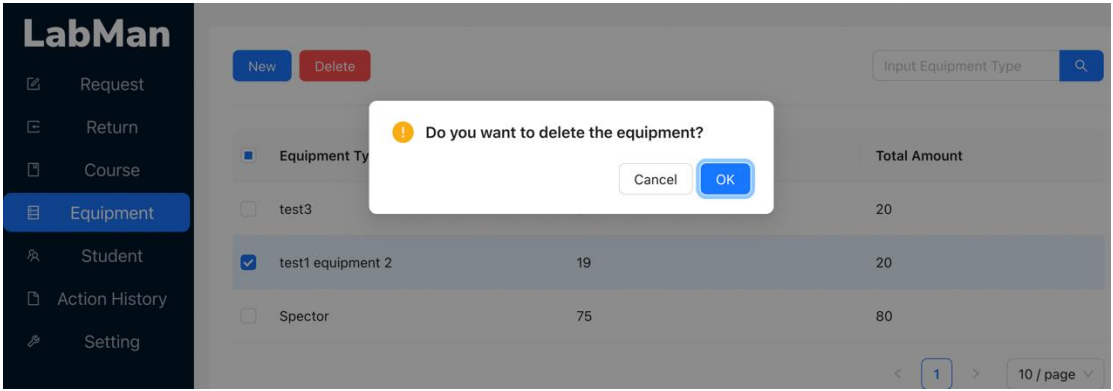 LabMan
Request
Return
Course
Equipment
Student
Action History
Setting
New
Delete
Input Equipment Type
Do you want to delete the equipment?
Cancel
OK
Equipment Ty
Total Amount
test3
20
test1 equipment 2
19
20
Spector
75
80
<
1
>
10 / page